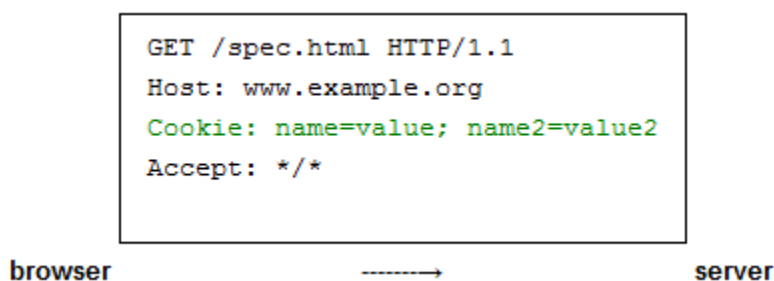 GET /spec.html HTTP/1.1
Host: www.example.org
Cookie: name=value; name2=value2
Accept: */*
browser --------→ server